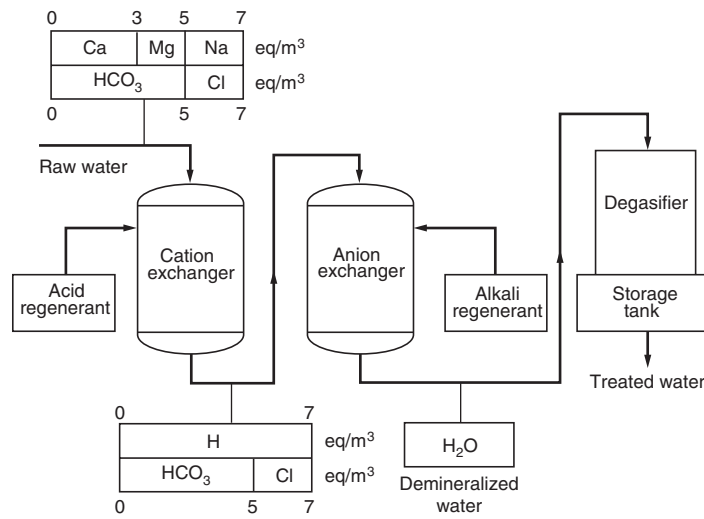 0 3 5 7
Ca Mg Na eq/m³
HCO₃ Cl eq/m³
0 5 7
Raw water
Cation
exchanger
Acid
regenerant
Anion
exchanger
Alkali
regenerant
Degasifier
Storage
tank
Treated water
0 7
H eq/m³
HCO₃ Cl eq/m³
0 5 7
H₂O
Demineralized
water